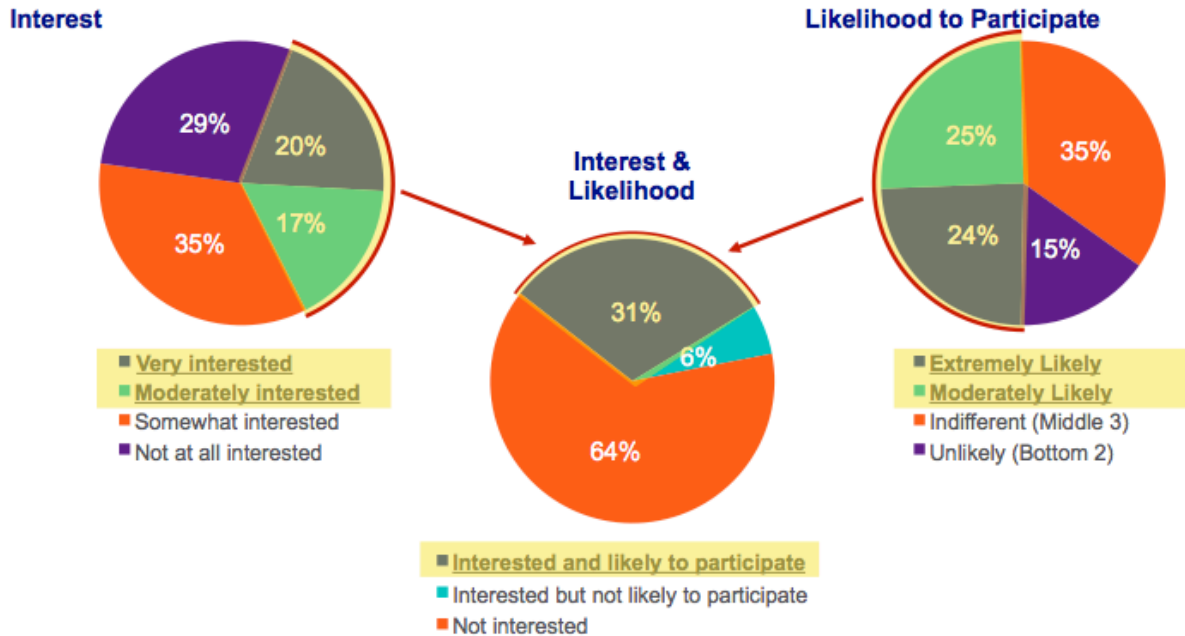 Interest
29%
20%
17%
35%
Very interested
Moderately interested
Somewhat interested
Not at all interested
Interest &
Likelihood
31%
6%
64%
Interested and likely to participate
Interested but not likely to participate
Not interested
Likelihood to Participate
25%
35%
24%
15%
Extremely Likely
Moderately Likely
Indifferent (Middle 3)
Unlikely (Bottom 2)